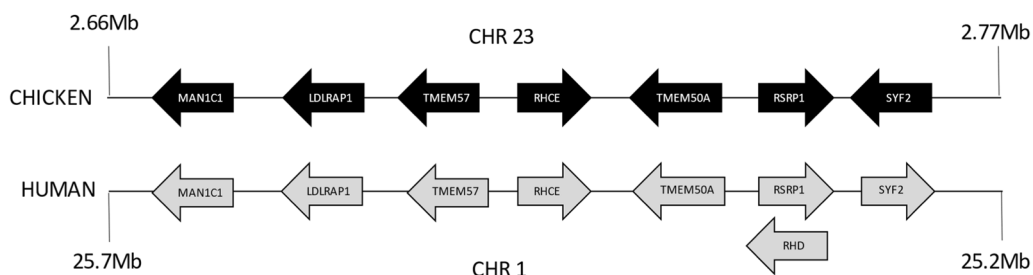 2.66Mb CHR 23 2.77Mb
CHICKEN MAN1C1 LDLRAP1 TMEM57 RHCE TMEM50A RSRP1 SYF2
HUMAN MAN1C1 LDLRAP1 TMEM57 RHCE TMEM50A RSRP1 SYF2
RHD
25.7Mb CHR 1 25.2Mb